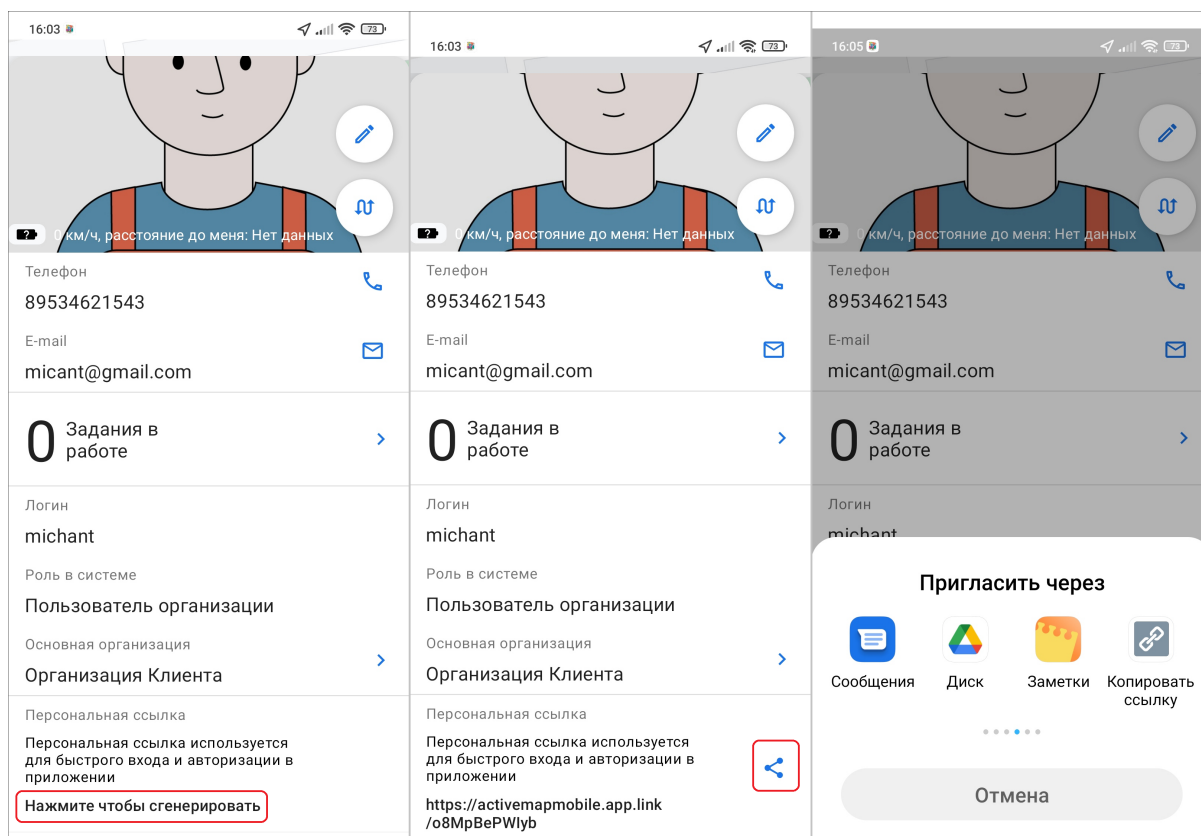 16:03
73
0 км/ч, расстояние до меня: Нет данных
Телефон
89534621543
E-mail
micant@gmail.com
0
Задания в
работе
Логин
michant
Роль в системе
Пользователь организации
Основная организация
Организация Клиента
Персональная ссылка
Персональная ссылка используется
для быстрого входа и авторизации в
приложении
Нажмите чтобы сгенерировать
16:03
73
0 км/ч, расстояние до меня: Нет данных
Телефон
89534621543
E-mail
micant@gmail.com
0
Задания в
работе
Логин
michant
Роль в системе
Пользователь организации
Основная организация
Организация Клиента
Персональная ссылка
Персональная ссылка используется
для быстрого входа и авторизации в
приложении
https://activemapmobile.app.link
/o8MpBePWlyb
16:05
73
0 км/ч, расстояние до меня: Нет данных
Телефон
89534621543
E-mail
micant@gmail.com
0
Задания в
работе
Логин
michant
Пригласить через
Сообщения
Диск
Заметки
Копировать
ссылку
Отмена